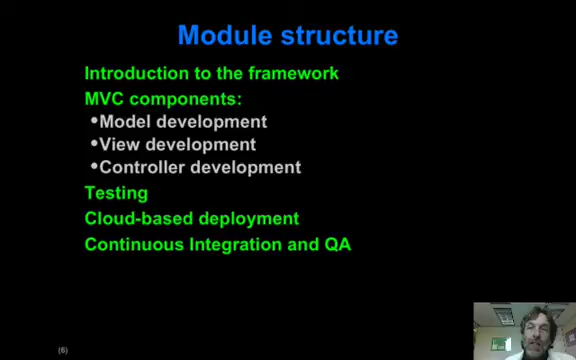 Module structure
Introduction to the framework
MVC components:
•Model development
•View development
•Controller development
Testing
Cloud-based deployment
Continuous Integration and QA
(6)